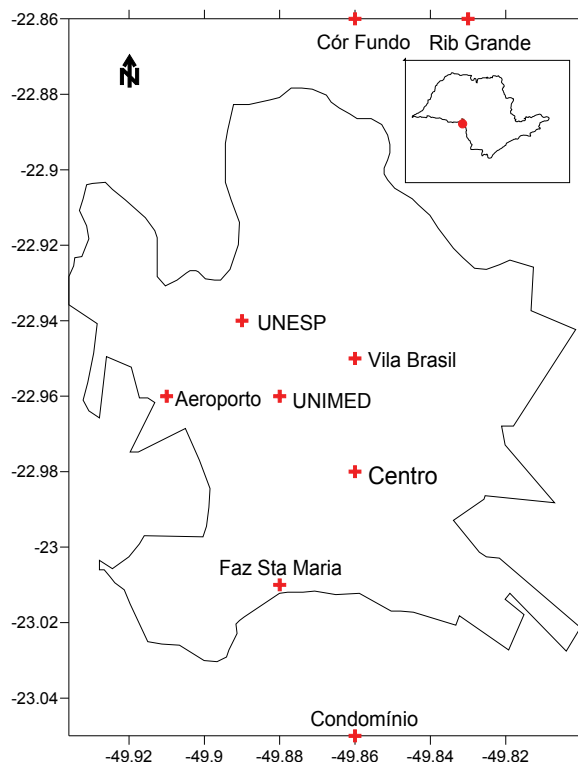 -22.86
Cór Fundo
Rib Grande
N
-22.88
-22.9
-22.92
-22.94
UNESP
Vila Brasil
-22.96
Aeroporto
UNIMED
-22.98
Centro
-23
Faz Sta Maria
-23.02
-23.04
Condomínio
-49.92
-49.9
-49.88
-49.86
-49.84
-49.82